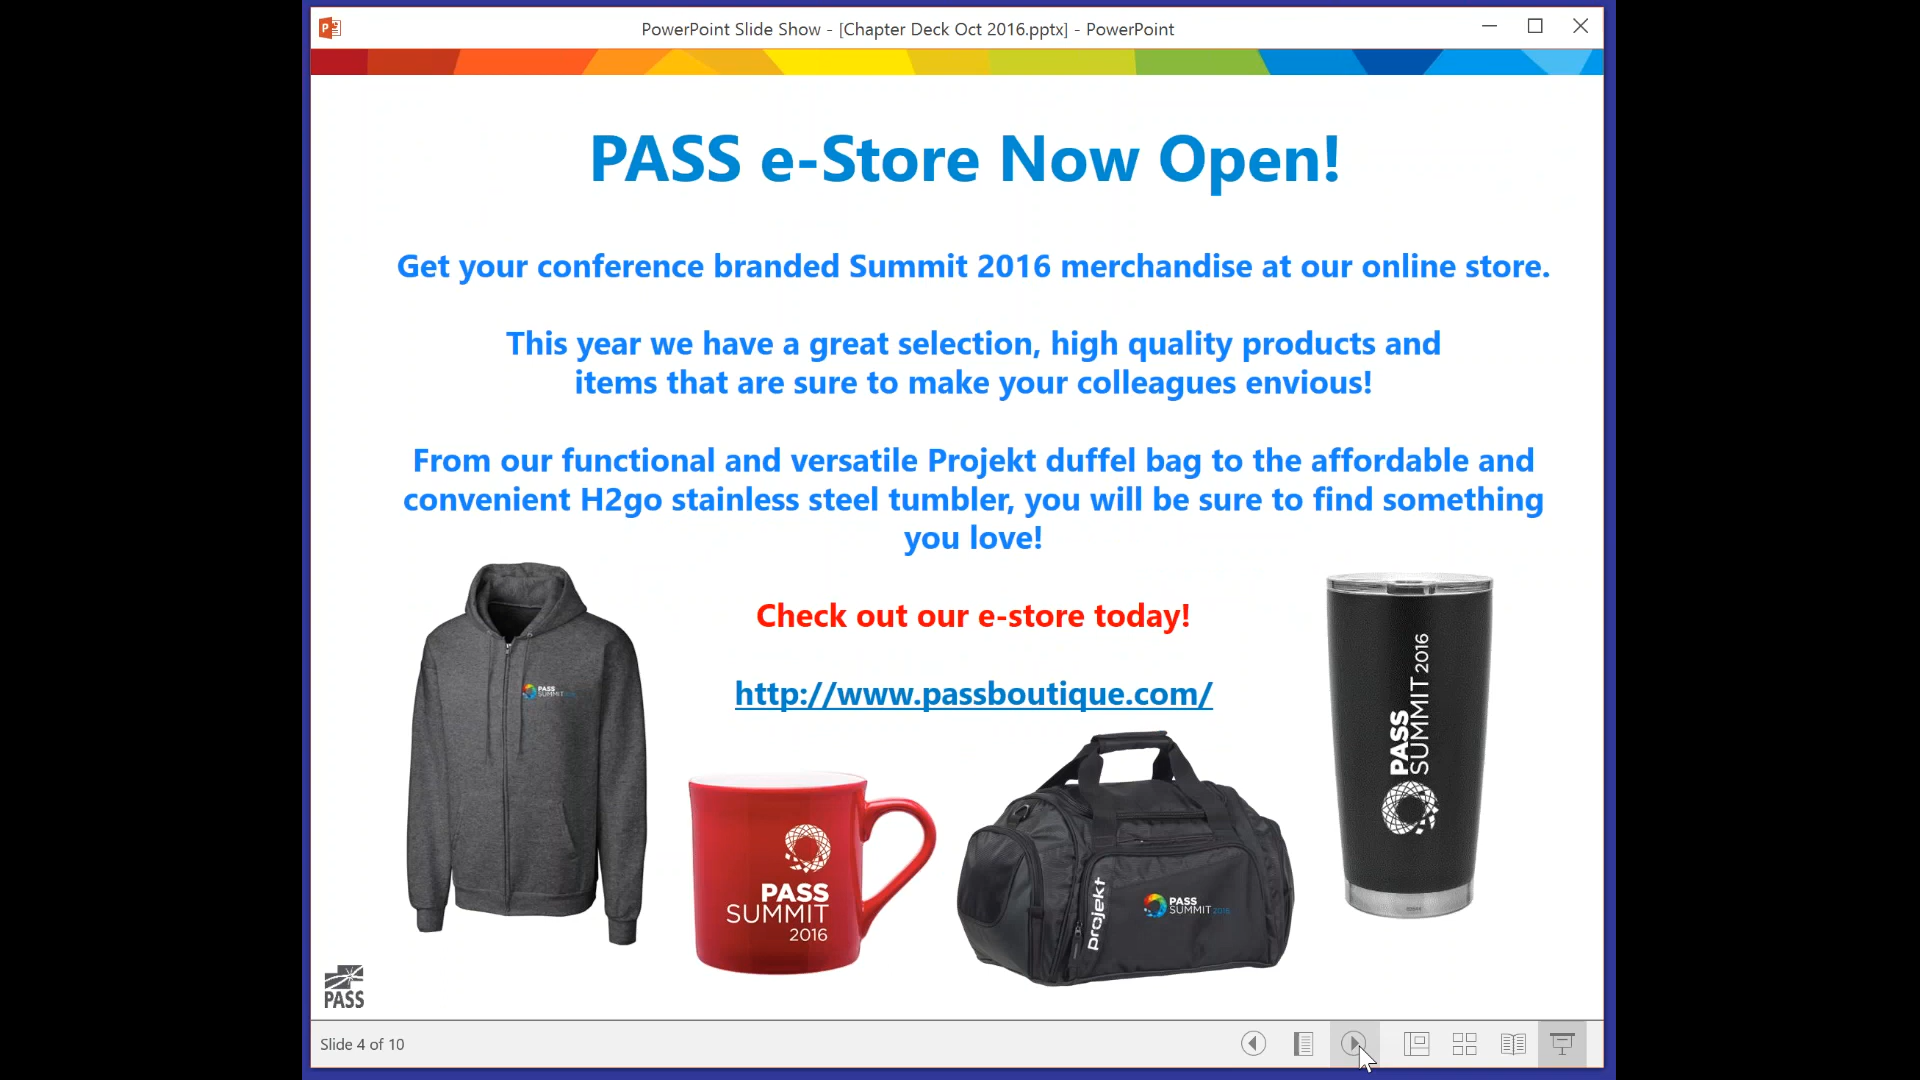 PowerPoint Slide Show - [Chapter Deck Oct 2016.pptx] - PowerPoint
PASS e-Store Now Open!
Get your conference branded Summit 2016 merchandise at our online store.
This year we have a great selection, high quality products and
items that are sure to make your colleagues envious!
From our functional and versatile Projekt duffel bag to the affordable and
convenient H2go stainless steel tumbler, you will be sure to find something
you love!
Check out our e-store today!
http://www.passboutique.com/
PASS
SUMMIT
PASS
SUMMIT
2016
projekt
PASS
SUMMIT 2016
PASS
SUMMIT 2016
PASS
Slide 4 of 10